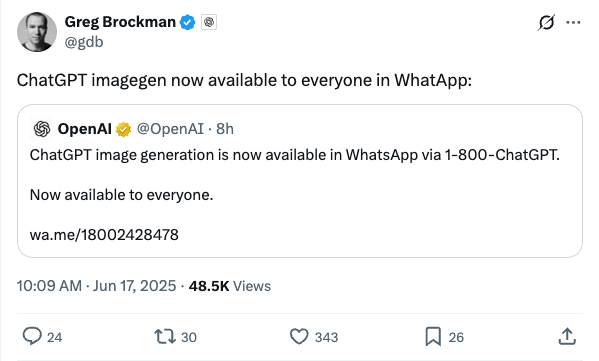 Greg Brockman
@gdb
ChatGPT imagegen now available to everyone in WhatApp:
OpenAI @OpenAI · 8h
ChatGPT image generation is now available in WhatsApp via 1-800-ChatGPT.
Now available to everyone.
wa.me/18002428478
10:09 AM · Jun 17, 2025 · 48.5K Views
24 30 343 26